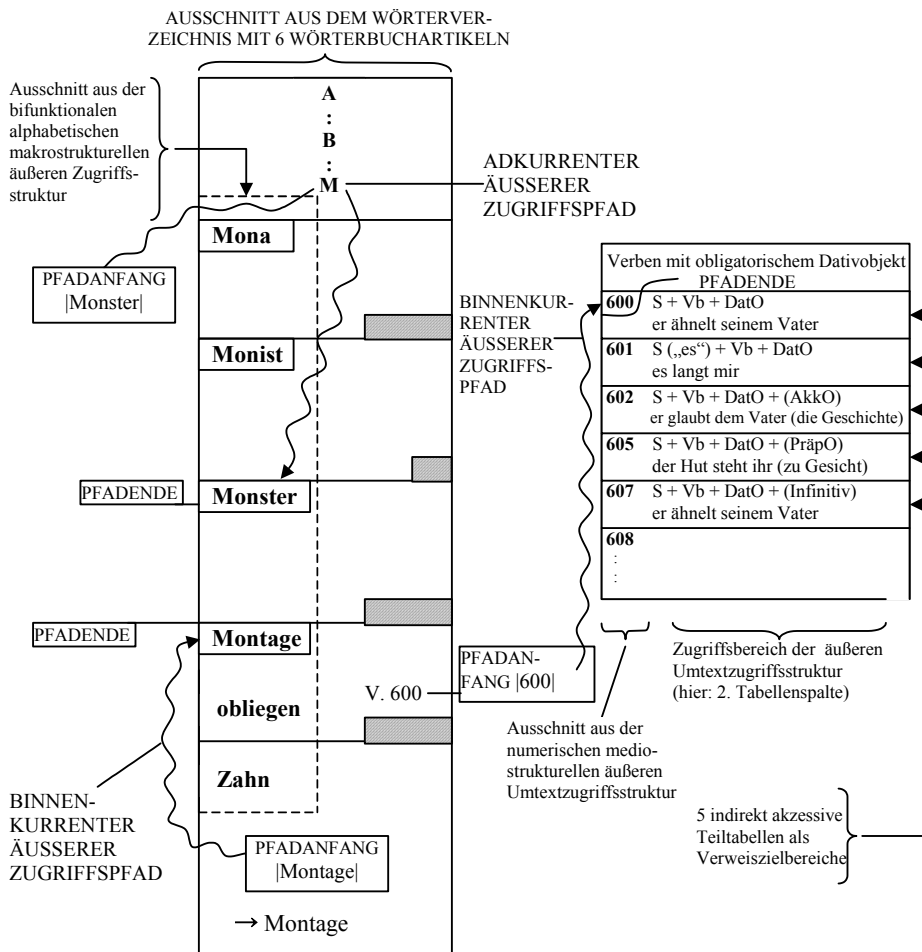 AUSSCHNITT AUS DEM WÖRTERVER-
ZEICHNIS MIT 6 WÖRTERBUCHARTIKELN
Ausschnitt aus der
bifunktionalen
alphabetischen
makrostrukturellen
äußeren Zugriffs-
struktur
A
:
B
:
M
ADKURRENTER
ÄUSSERER
ZUGRIFFSPFAD
Mona
PFADANFANG
|Monster|
Monist
PFADENDE
Monster
PFADENDE
Montage
obliegen
V. 600
Zahn
BINNEN-
KURRENTER
ÄUSSERER
ZUGRIFFSPFAD
PFADANFANG
|Montage|
→ Montage
BINNENKUR-
RENTER
ÄUSSERER
ZUGRIFFS-
PFAD
PFADAN-
FANG |600|
Verben mit obligatorischem Dativobjekt
PFADENDE
600 S + Vb + DatO
er ähnelt seinem Vater
601 S („es“) + Vb + DatO
es langt mir
602 S + Vb + DatO + (AkkO)
er glaubt dem Vater (die Geschichte)
605 S + Vb + DatO + (PräpO)
der Hut steht ihr (zu Gesicht)
607 S + Vb + DatO + (Infinitiv)
er ähnelt seinem Vater
608
:
:
Zugriffsbereich der äußeren
Umtextzugriffsstruktur
(hier: 2. Tabellenspalte)
Ausschnitt aus der
numerischen medio-
strukturellen äußeren
Umtextzugriffsstruktur
5 indirekt akzessive
Teiltabellen als
Verweiszielbereiche